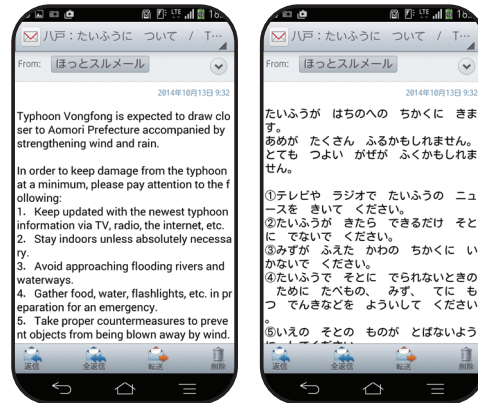 LTE 18..
八戸：たいふうに ついて / T…
From: ほっとスルメール
2014年10月13日 9:32
Typhoon Vongfong is expected to draw clo
ser to Aomori Prefecture accompanied by
strengthening wind and rain.
In order to keep damage from the typhoon
at a minimum, please pay attention to the f
ollowing:
1. Keep updated with the newest typhoon
information via TV, radio, the internet, etc.
2. Stay indoors unless absolutely necessa
ry.
3. Avoid approaching flooding rivers and
waterways.
4. Gather food, water, flashlights, etc. in pr
eparation for an emergency.
5. Take proper countermeasures to preve
nt objects from being blown away by wind.
返信 全返信 転送 削除
LTE 18..
八戸：たいふうに ついて / T…
From: ほっとスルメール
2014年10月13日 9:32
たいふうが はちのへの ちかくに きま
す。
あめが たくさん ふるかもしれません。
とても つよい がぜが ふくかもしれま
せん。
①テレビや ラジオで たいふうの ニュ
ースを きいて ください。
②たいふうが きたら できるだけ そと
に でないで ください。
③みずが ふえた かわの ちかくに い
かないで ください。
④たいふうで そとに でられないときの
ために たべもの、 みず、 てに も
つ でんきなどを よういして ください
。
⑤いえの そとの ものが とばないよう
返信 全返信 転送 削除